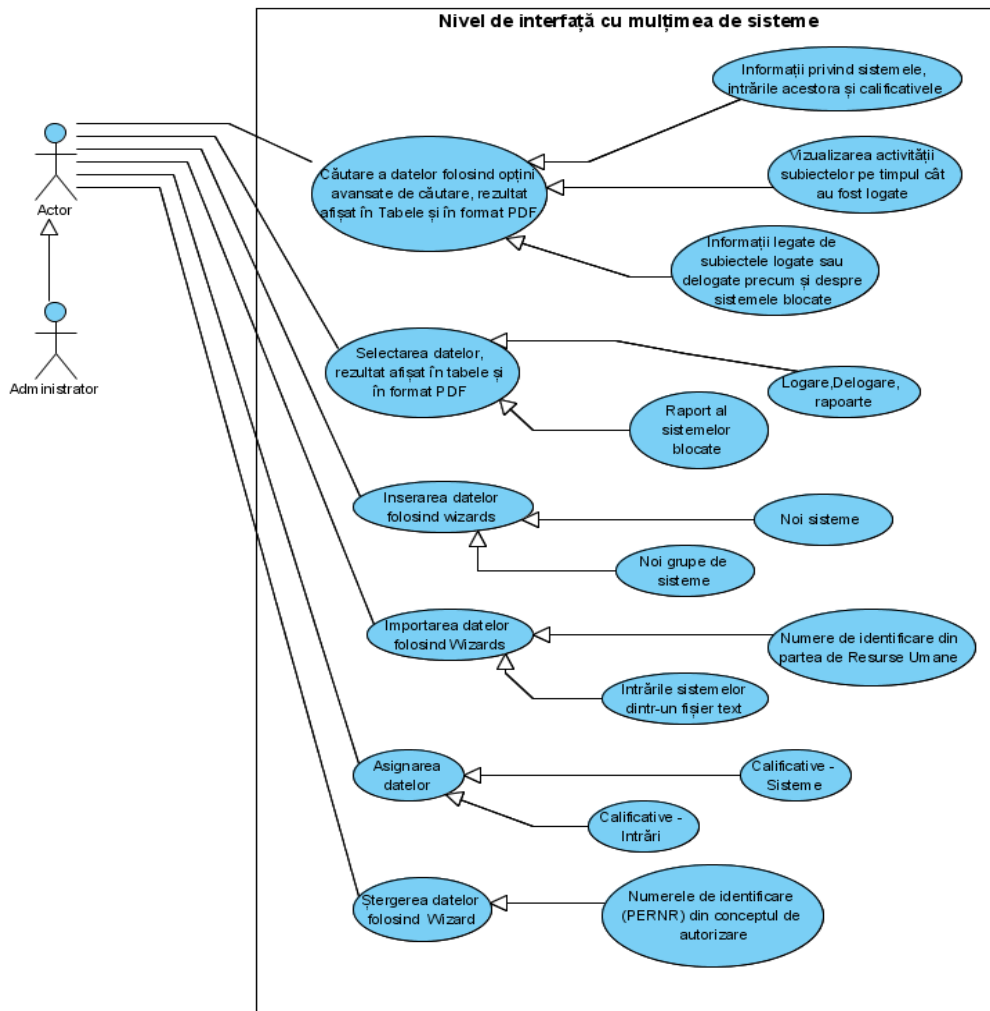 Nivel de interfață cu mulțimea de sisteme
Informații privind sistemele,
intrările acestora și calificativele
Căutare a datelor folosind opțini
avansate de căutare, rezultat
afișat în Tabele și în format PDF
Vizualizarea activității
subiectelor pe timpul cât
au fost logate
Actor
Informații legate de
subiectele logate sau
delogate precum și despre
sistemele blocate
Administrator
Selectarea datelor,
rezultat afișat în tabele și
în format PDF
Logare,Delogare,
rapoarte
Raport al
sistemelor
blocate
Inserarea datelor
folosind wizards
Noi sisteme
Noi grupe de
sisteme
Importarea datelor
folosind Wizards
Numere de identificare din
partea de Resurse Umane
Intrările sistemelor
dintr-un fișier text
Asignarea
datelor
Calificative -
Sisteme
Calificative -
Intrări
Ștergerea datelor
folosind Wizard
Numerele de identificare
(PERNR) din conceptul de
autorizare